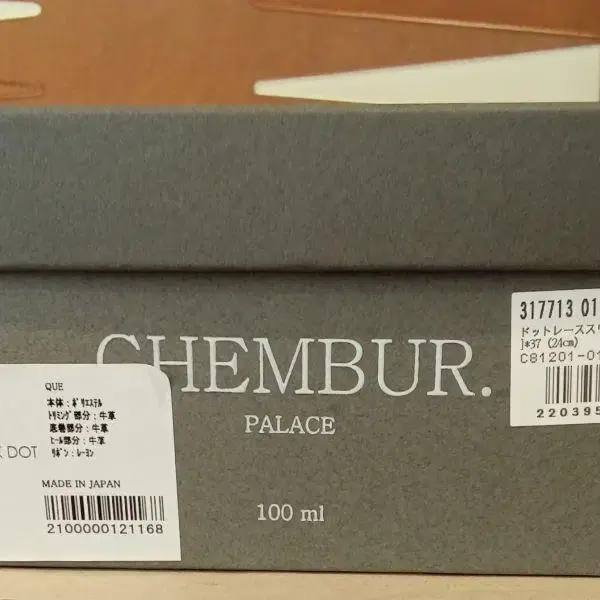 CHEMBUR.
PALACE
100 ml
QUE
本体:ポリエステル
トリミング部分:牛革
底巻部分:牛革
ヒール部分:牛革
リボン:レーヨン
DOT
MADE IN JAPAN
2100000121168
317713 01
ドットレーススリ
]*37 (24cm)
C81201-01
220395